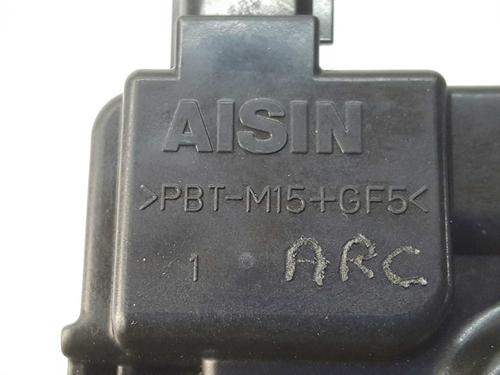 AISIN
>PBT-M15+GF5<
1 ARC